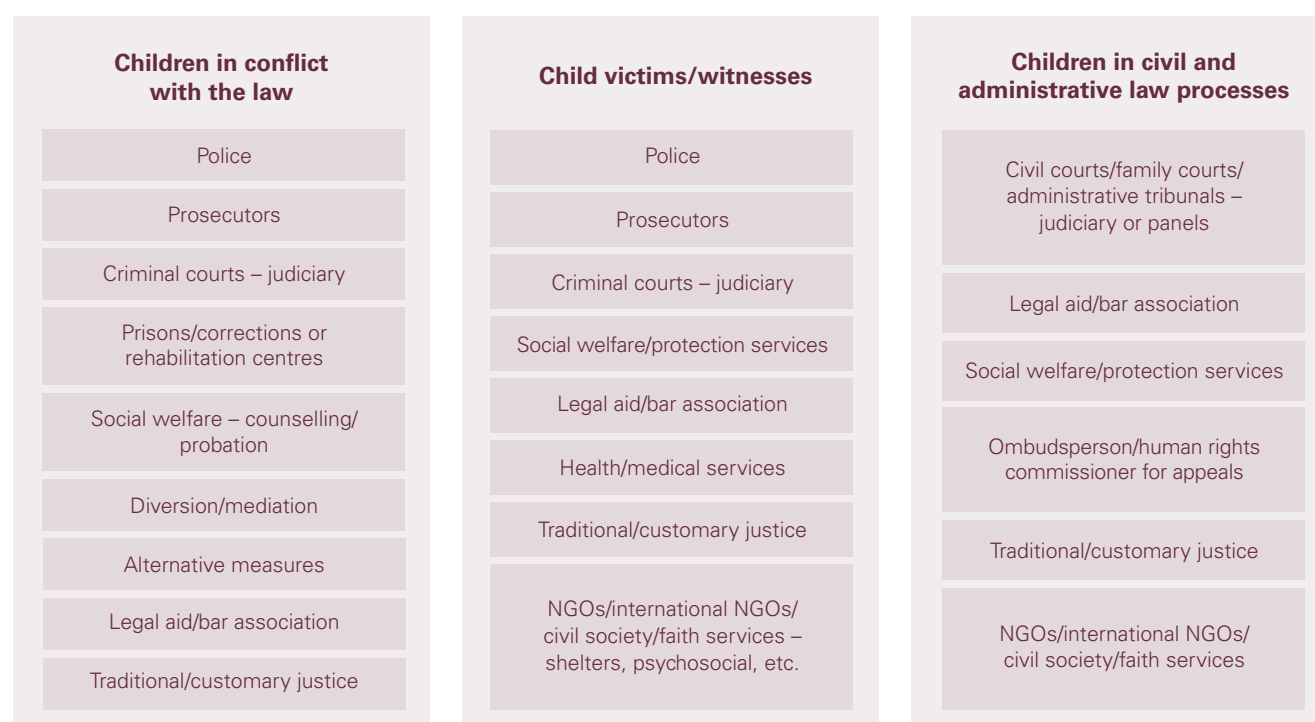 Children in conflict
with the law
Police
Prosecutors
Criminal courts – judiciary
Prisons/corrections or
rehabilitation centres
Social welfare – counselling/
probation
Diversion/mediation
Alternative measures
Legal aid/bar association
Traditional/customary justice
Child victims/witnesses
Police
Prosecutors
Criminal courts – judiciary
Social welfare/protection services
Legal aid/bar association
Health/medical services
Traditional/customary justice
NGOs/international NGOs/
civil society/faith services –
shelters, psychosocial, etc.
Children in civil and
administrative law processes
Civil courts/family courts/
administrative tribunals –
judiciary or panels
Legal aid/bar association
Social welfare/protection services
Ombudsperson/human rights
commissioner for appeals
Traditional/customary justice
NGOs/international NGOs/
civil society/faith services